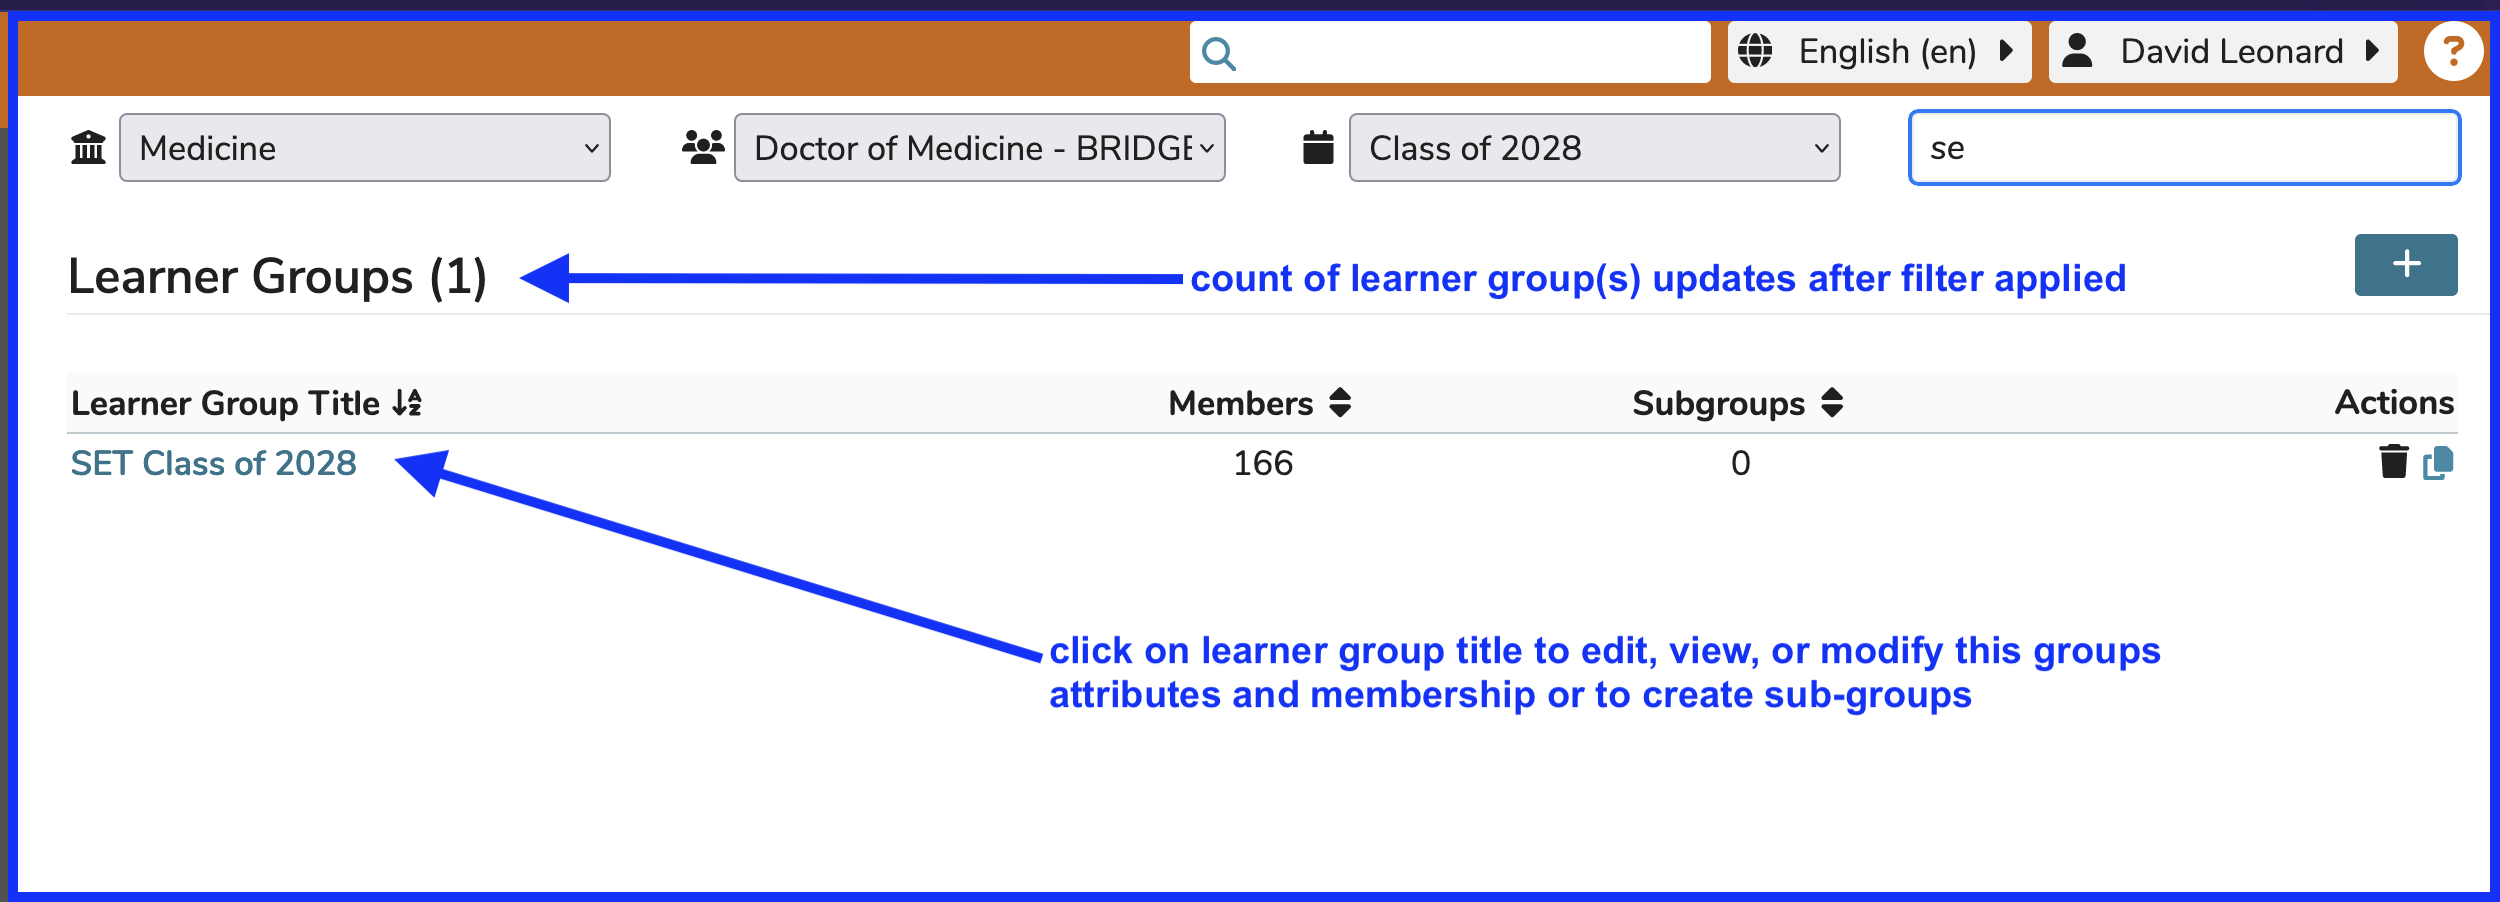 English (en)
David Leonard
?
Medicine
Doctor of Medicine - BRIDGE
Class of 2028
se
Learner Groups (1)
count of learner group(s) updates after filter applied
Learner Group Title
Members
Subgroups
Actions
SET Class of 2028
166
0
click on learner group title to edit, view, or modify this groups
attributes and membership or to create sub-groups